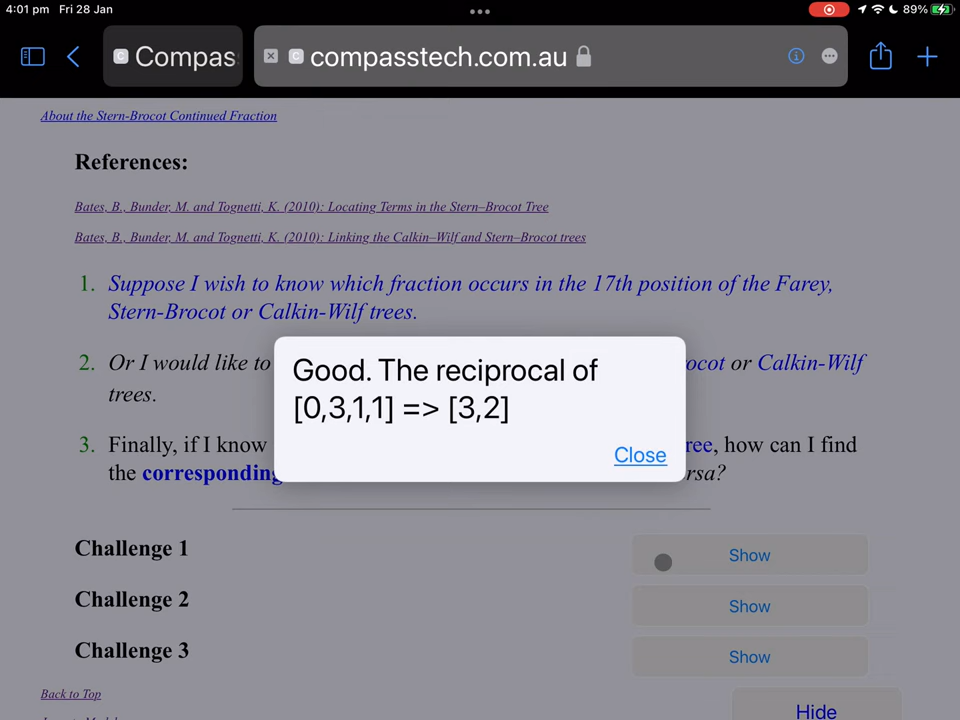 4:01 pm Fri 28 Jan
89%
Compass
compasstech.com.au
About the Stern-Brocot Continued Fraction
References:
Bates, B., Bunder, M. and Tognetti, K. (2010): Locating Terms in the Stern–Brocot Tree
Bates, B., Bunder, M. and Tognetti, K. (2010): Linking the Calkin–Wilf and Stern–Brocot trees
1. Suppose I wish to know which fraction occurs in the 17th position of the Farey,
Stern-Brocot or Calkin-Wilf trees.
2. Or I would like to
rocot or Calkin-Wilf
trees.
Good. The reciprocal of
[0,3,1,1] => [3,2]
Close
3. Finally, if I know
ree, how can I find
the corresponding
rsa?
Challenge 1 Show
Challenge 2 Show
Challenge 3 Show
Back to Top
Hide